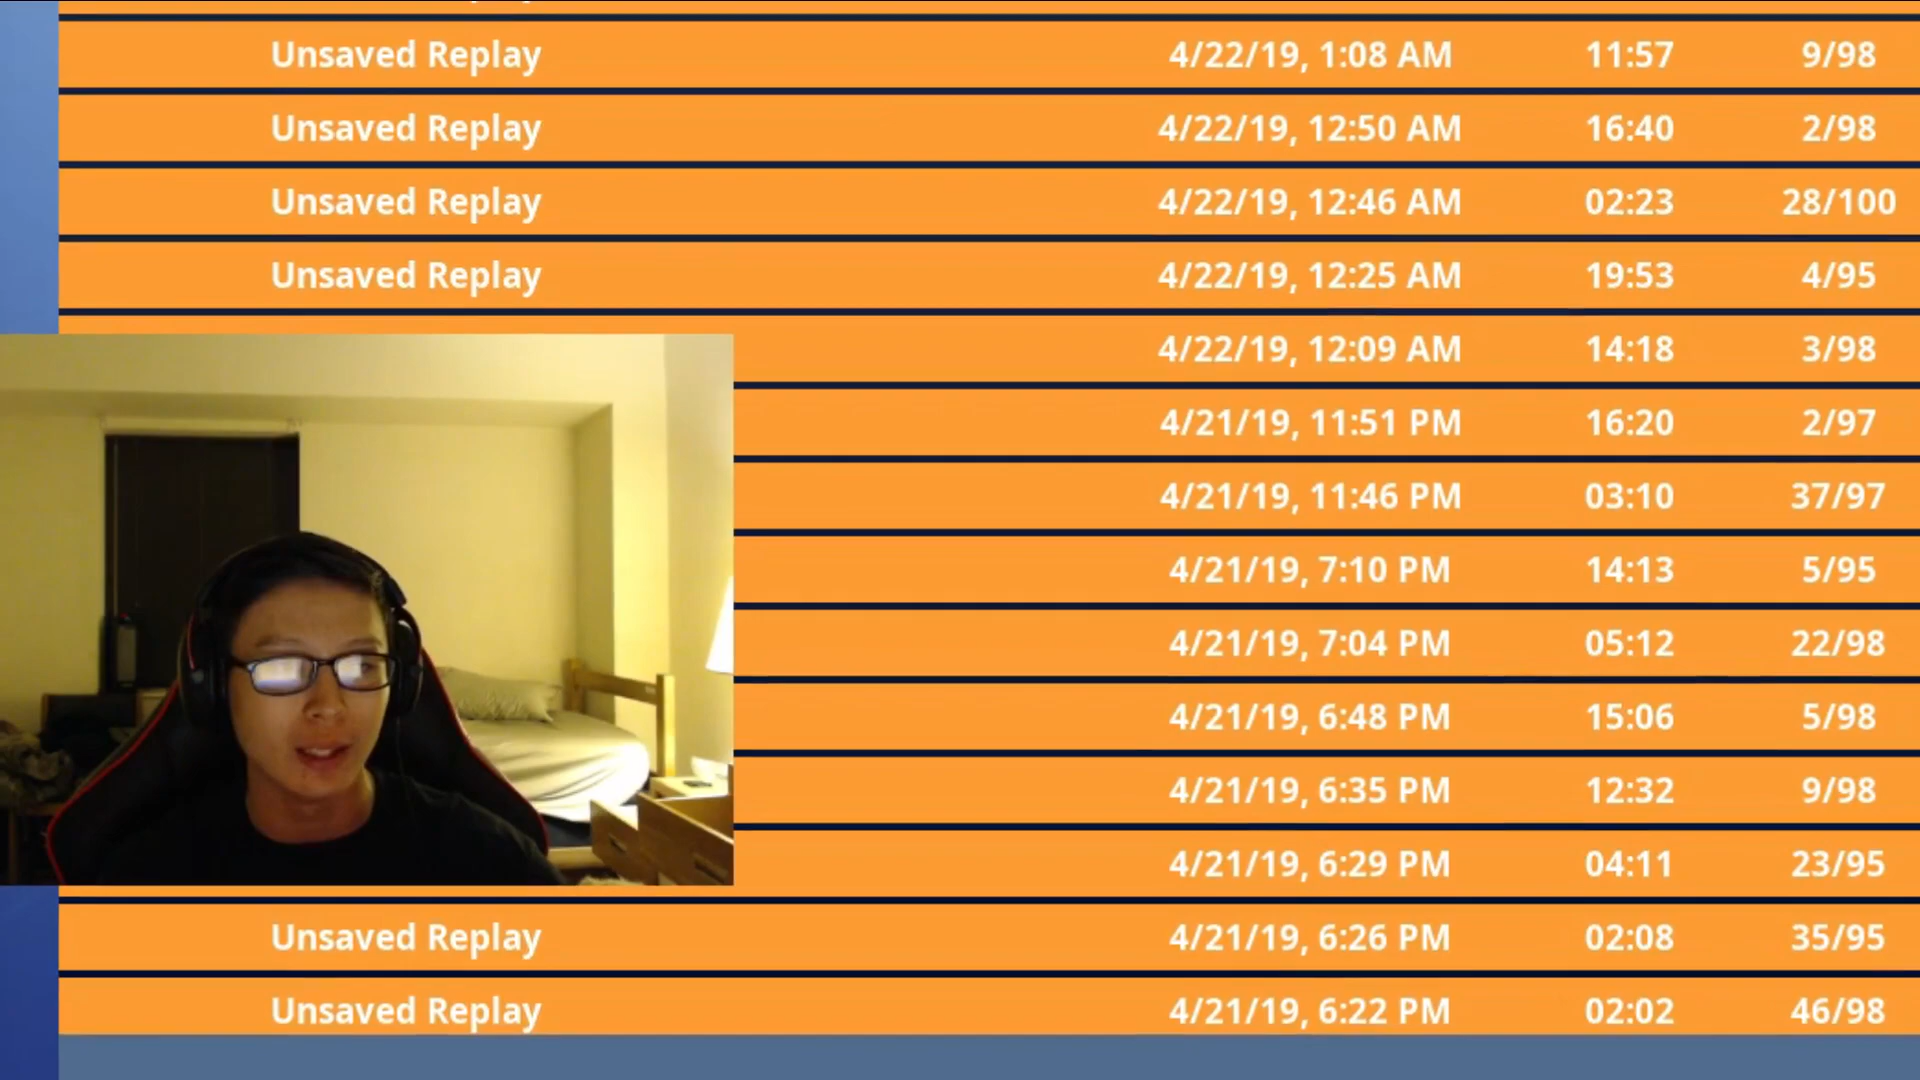 Unsaved Replay 4/22/19, 1:08 AM 11:57 9/98
Unsaved Replay 4/22/19, 12:50 AM 16:40 2/98
Unsaved Replay 4/22/19, 12:46 AM 02:23 28/100
Unsaved Replay 4/22/19, 12:25 AM 19:53 4/95
4/22/19, 12:09 AM 14:18 3/98
4/21/19, 11:51 PM 16:20 2/97
4/21/19, 11:46 PM 03:10 37/97
4/21/19, 7:10 PM 14:13 5/95
4/21/19, 7:04 PM 05:12 22/98
4/21/19, 6:48 PM 15:06 5/98
4/21/19, 6:35 PM 12:32 9/98
4/21/19, 6:29 PM 04:11 23/95
Unsaved Replay 4/21/19, 6:26 PM 02:08 35/95
Unsaved Replay 4/21/19, 6:22 PM 02:02 46/98